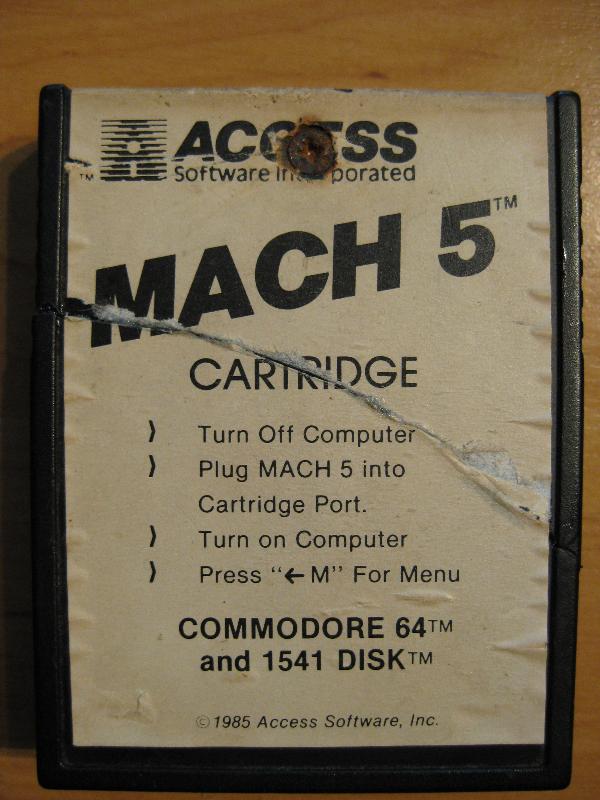 ACCESS
™ Software Incorporated
MACH 5™
CARTRIDGE
⟩ Turn Off Computer
⟩ Plug MACH 5 into
Cartridge Port.
⟩ Turn on Computer
⟩ Press "←M" For Menu
COMMODORE 64™
and 1541 DISK™
©1985 Access Software, Inc.